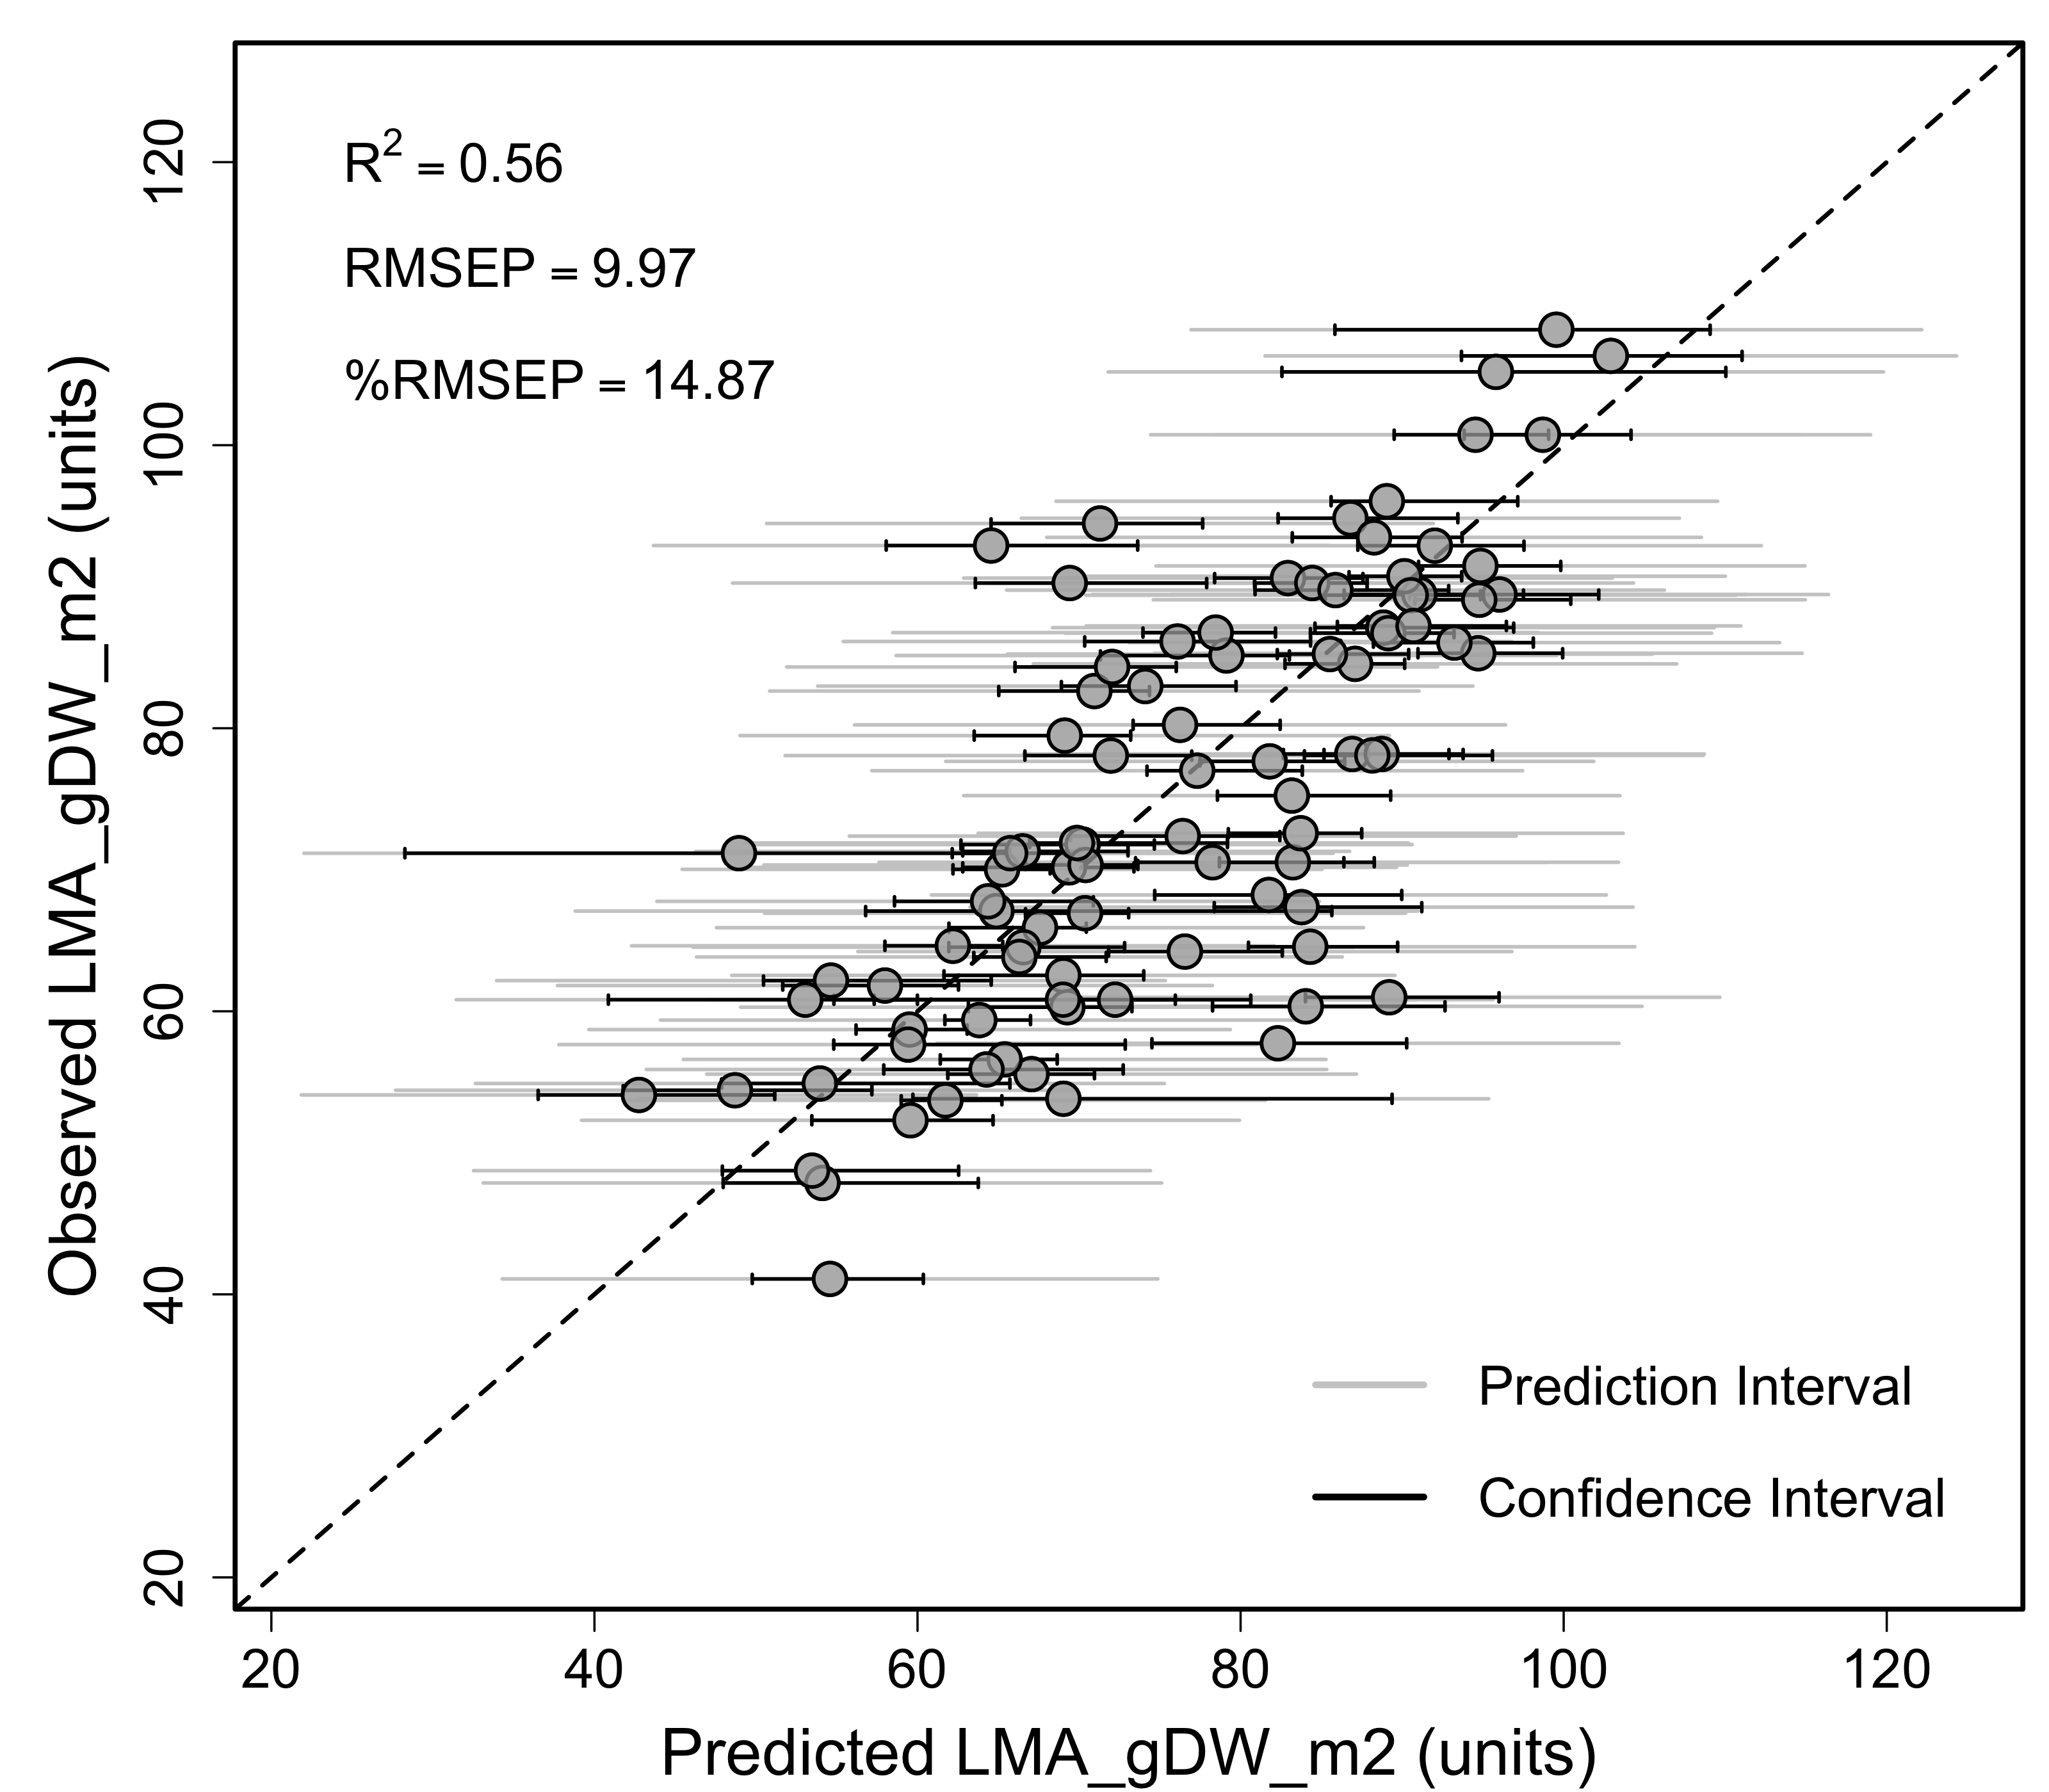 R2 = 0.56
RMSEP = 9.97
%RMSEP = 14.87
Observed LMA_gDW_m2 (units)
120
100
80
60
40
20
Prediction Interval
Confidence Interval
20 40 60 80 100 120
Predicted LMA_gDW_m2 (units)